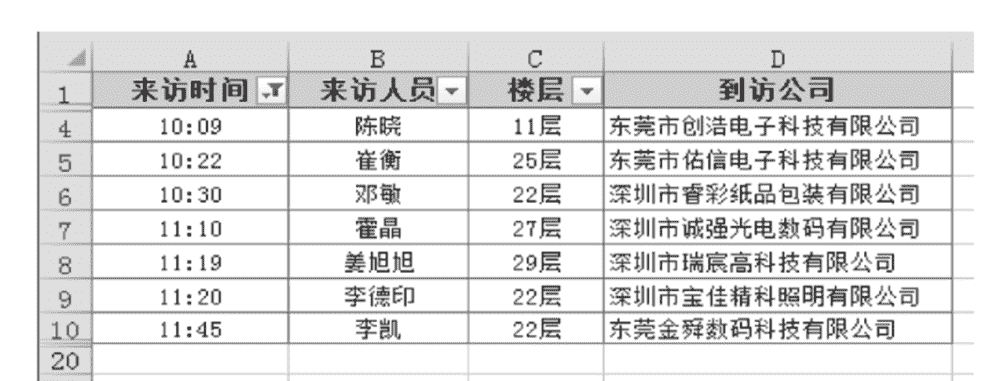 A B C D
1 来访时间 来访人员 楼层 到访公司
4 10:09 陈晓 11层 东莞市创浩电子科技有限公司
5 10:22 崔衡 25层 东莞市佑信电子科技有限公司
6 10:30 邓敏 22层 深圳市睿彩纸品包装有限公司
7 11:10 霍晶 27层 深圳市诚强光电数码有限公司
8 11:19 姜旭旭 29层 深圳市瑞宸高科技有限公司
9 11:20 李德印 22层 深圳市宝佳精科照明有限公司
10 11:45 李凯 22层 东莞金舜数码科技有限公司
20